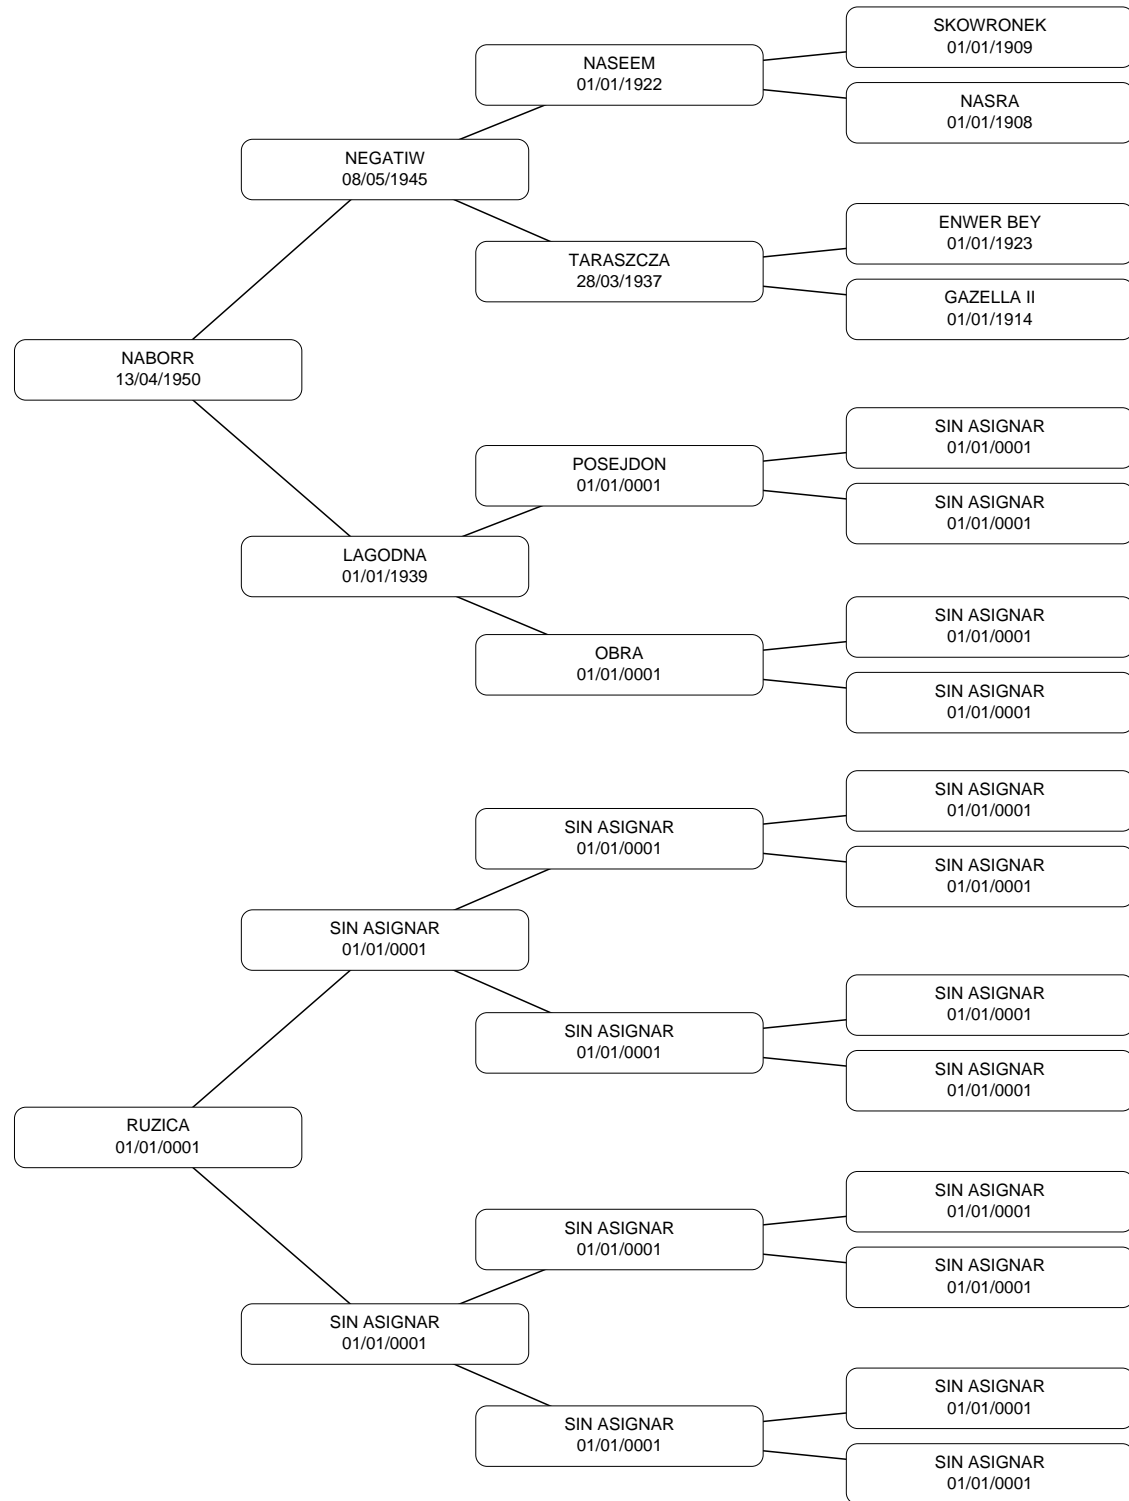 SKOWRONEK
01/01/1909
NASEEM
01/01/1922
NASRA
01/01/1908
NEGATIW
08/05/1945
ENWER BEY
01/01/1923
TARASZCZA
28/03/1937
GAZELLA II
01/01/1914
NABORR
13/04/1950
SIN ASIGNAR
01/01/0001
POSEJDON
01/01/0001
SIN ASIGNAR
01/01/0001
LAGODNA
01/01/1939
SIN ASIGNAR
01/01/0001
OBRA
01/01/0001
SIN ASIGNAR
01/01/0001
SIN ASIGNAR
01/01/0001
SIN ASIGNAR
01/01/0001
SIN ASIGNAR
01/01/0001
SIN ASIGNAR
01/01/0001
SIN ASIGNAR
01/01/0001
SIN ASIGNAR
01/01/0001
SIN ASIGNAR
01/01/0001
RUZICA
01/01/0001
SIN ASIGNAR
01/01/0001
SIN ASIGNAR
01/01/0001
SIN ASIGNAR
01/01/0001
SIN ASIGNAR
01/01/0001
SIN ASIGNAR
01/01/0001
SIN ASIGNAR
01/01/0001
SIN ASIGNAR
01/01/0001